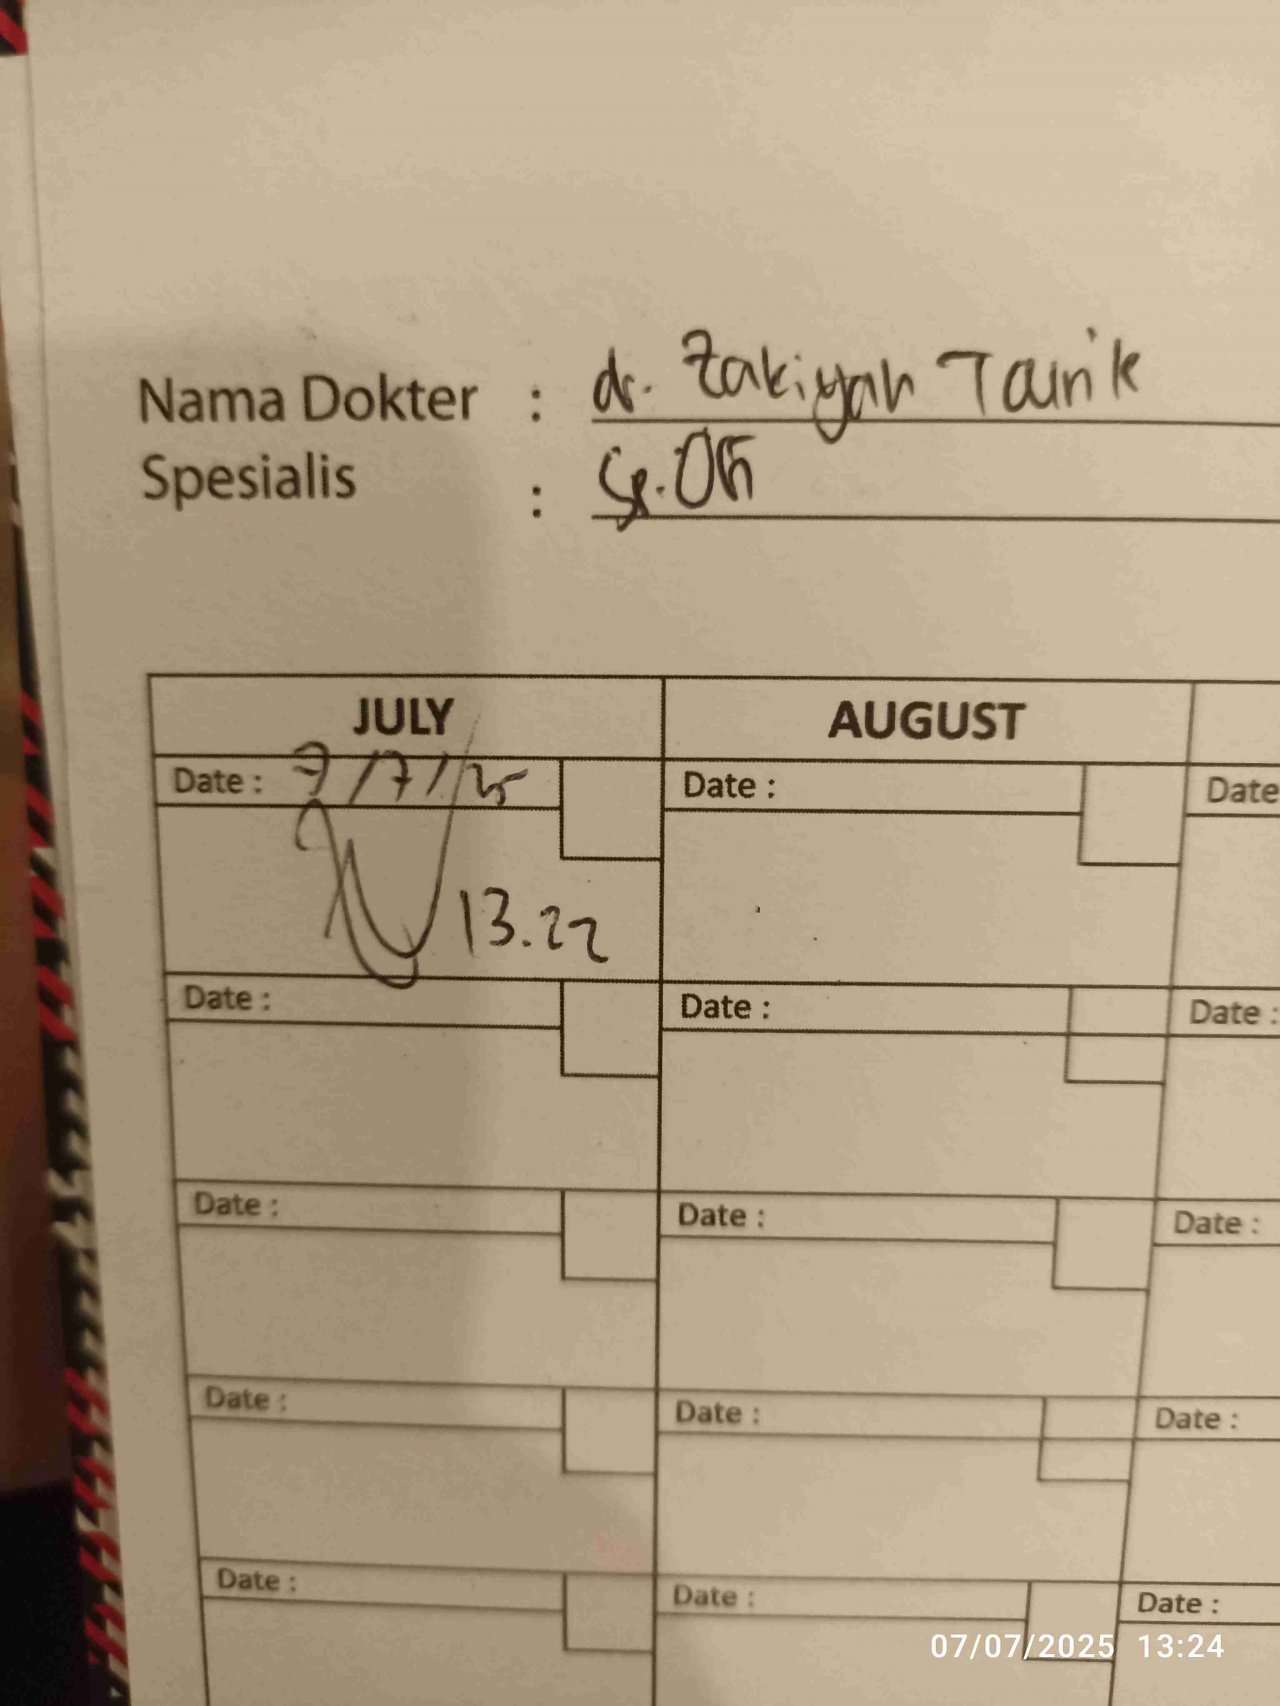 Nama Dokter : dr. Zakiyah Tarik
Spesialis : Sp.OG
JULY AUGUST
Date : 7/7/25 Date : Date
13.22
Date : Date : Date :
Date : Date : Date :
Date : Date : Date :
Date : Date : Date :
07/07/2025 13:24